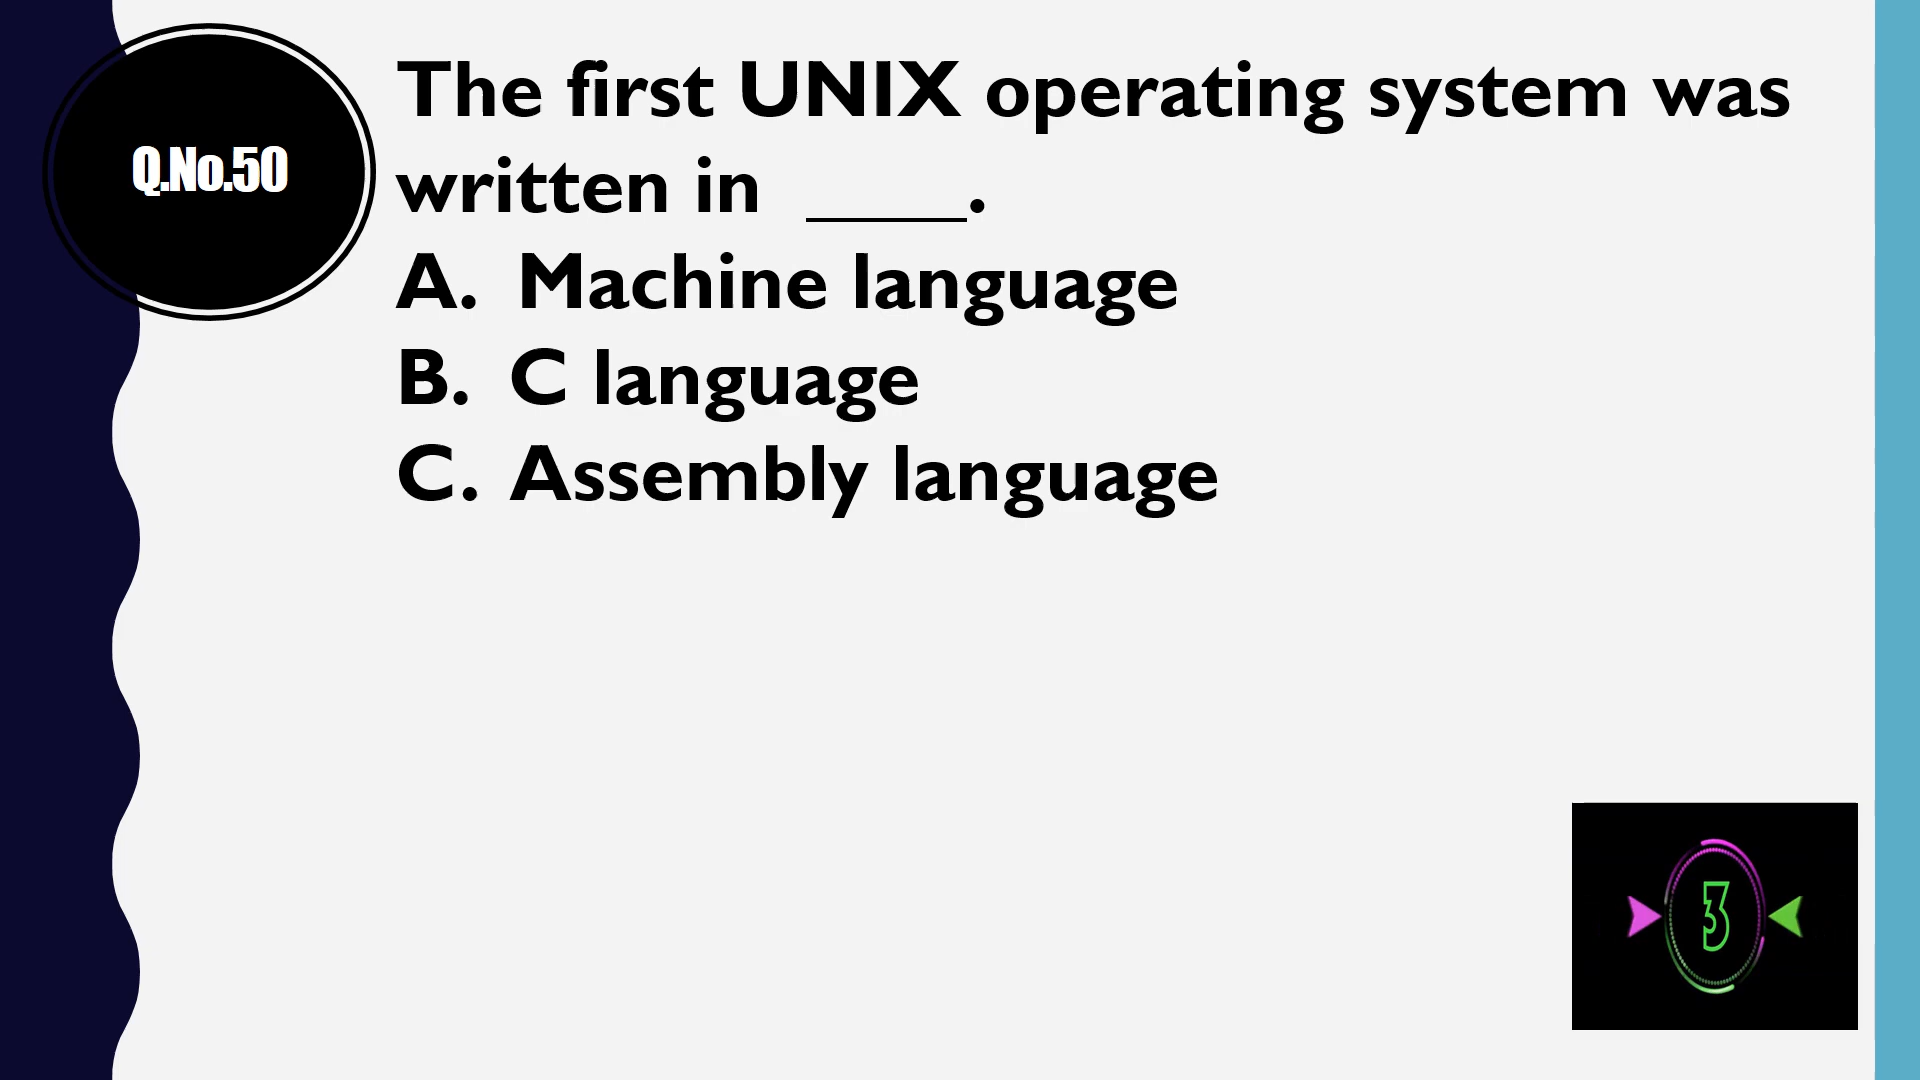 Q.No.50
The first UNIX operating system was
written in ____.
A. Machine language
B. C language
C. Assembly language
3